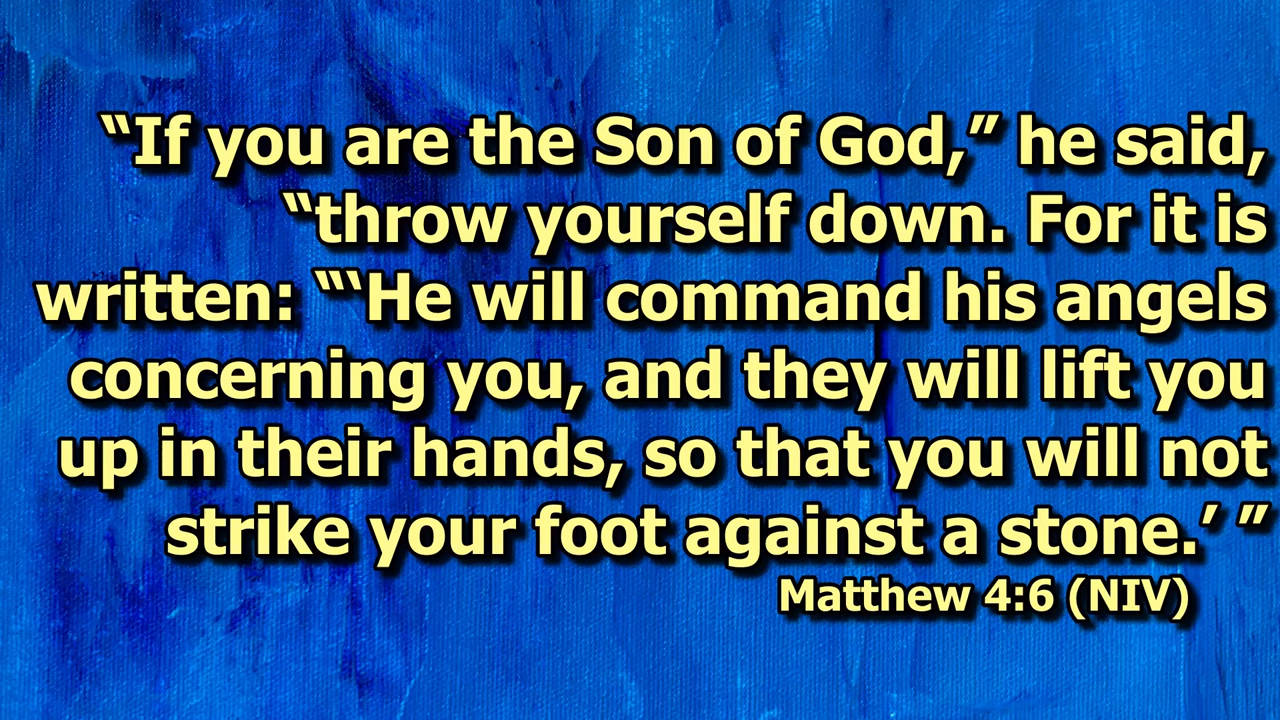 “If you are the Son of God,” he said,
“throw yourself down. For it is
written: “‘He will command his angels
concerning you, and they will lift you
up in their hands, so that you will not
strike your foot against a stone.’ ”
Matthew 4:6 (NIV)